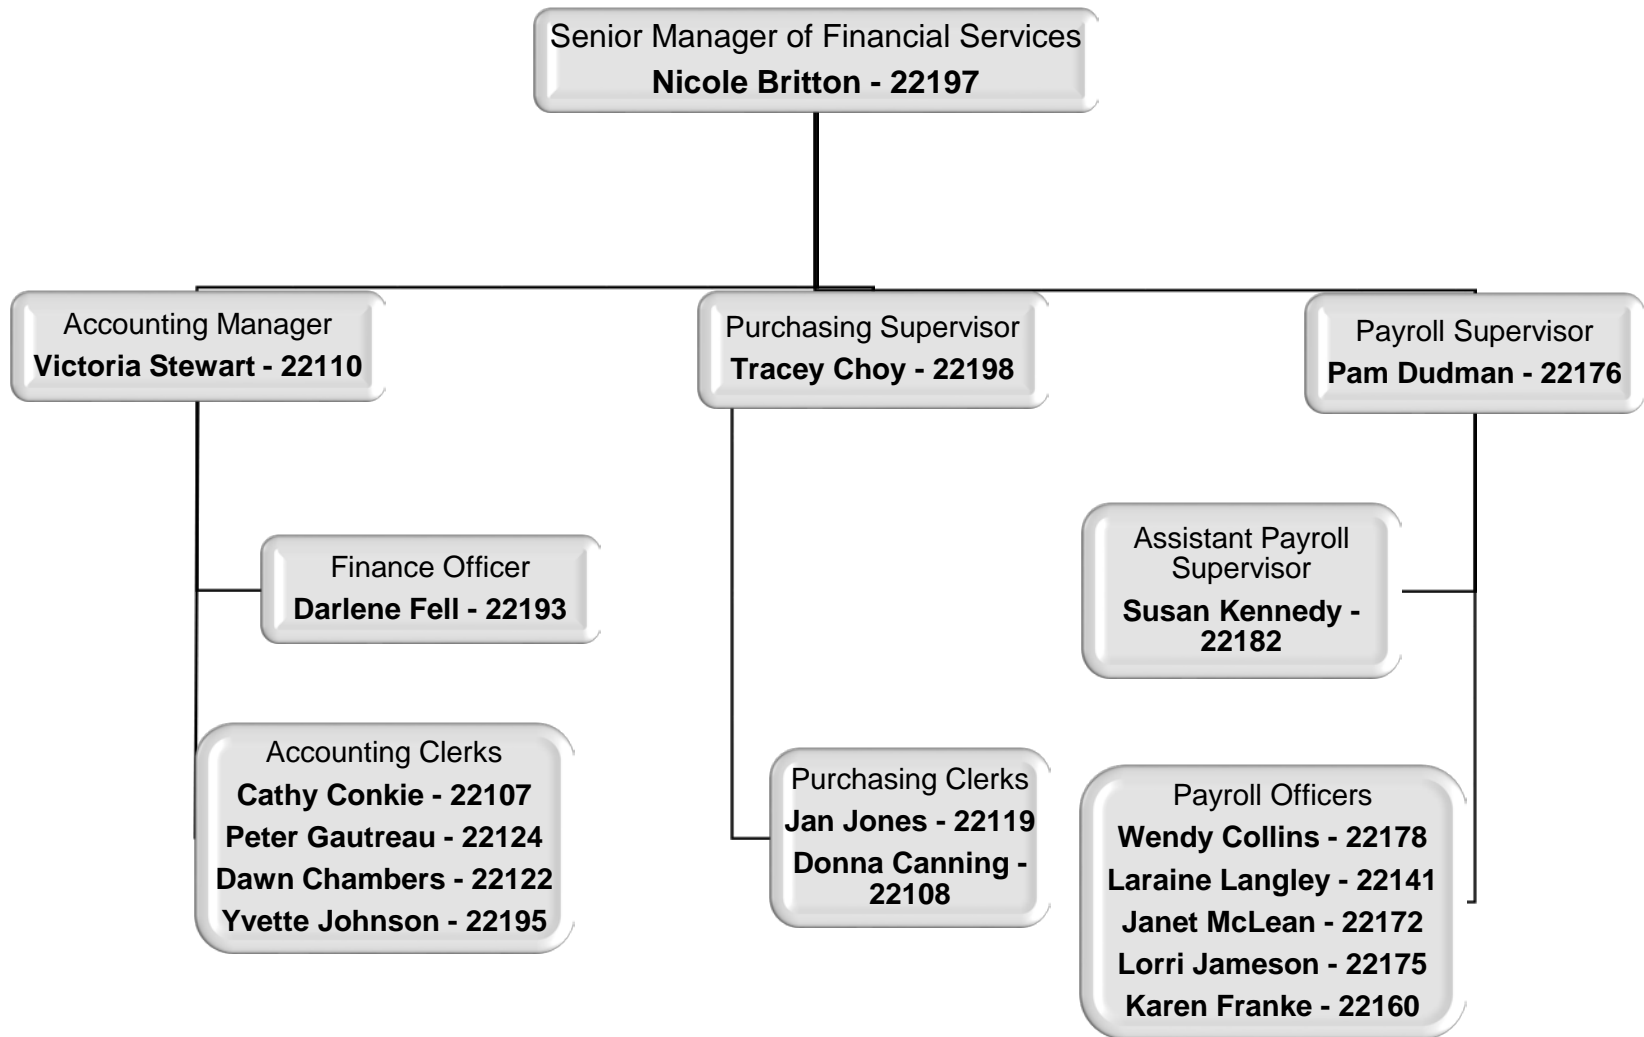 Senior Manager of Financial Services
Nicole Britton - 22197
Accounting Manager
Victoria Stewart - 22110
Purchasing Supervisor
Tracey Choy - 22198
Payroll Supervisor
Pam Dudman - 22176
Finance Officer
Darlene Fell - 22193
Assistant Payroll
Supervisor
Susan Kennedy -
22182
Accounting Clerks
Cathy Conkie - 22107
Peter Gautreau - 22124
Dawn Chambers - 22122
Yvette Johnson - 22195
Purchasing Clerks
Jan Jones - 22119
Donna Canning -
22108
Payroll Officers
Wendy Collins - 22178
Laraine Langley - 22141
Janet McLean - 22172
Lorri Jameson - 22175
Karen Franke - 22160